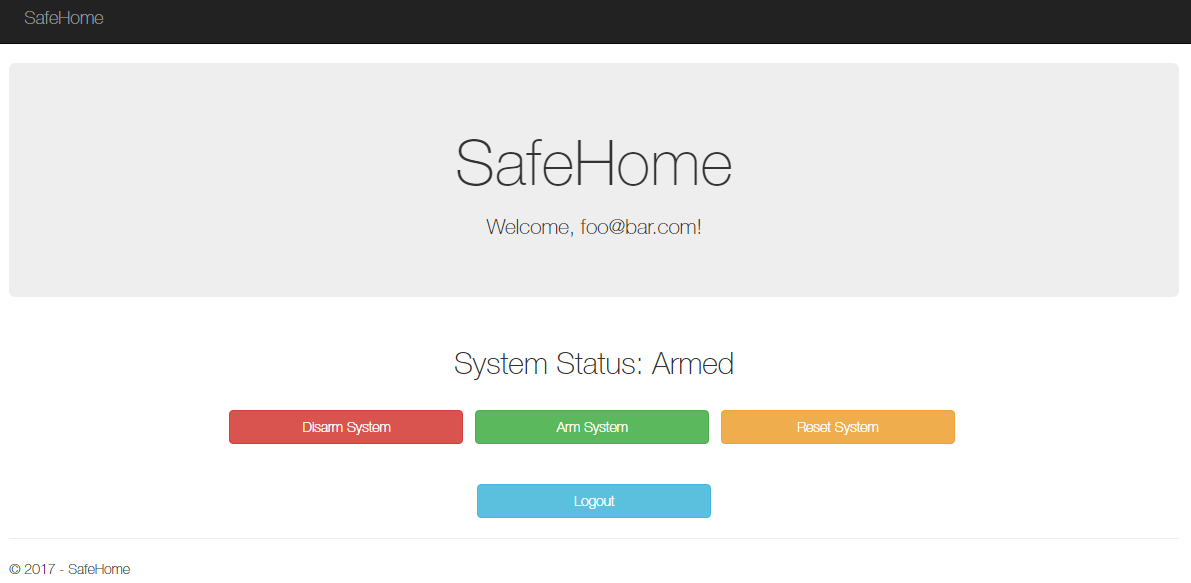 SafeHome
SafeHome
Welcome, foo@bar.com!
System Status: Armed
Disarm System
Arm System
Reset System
Logout
© 2017 - SafeHome